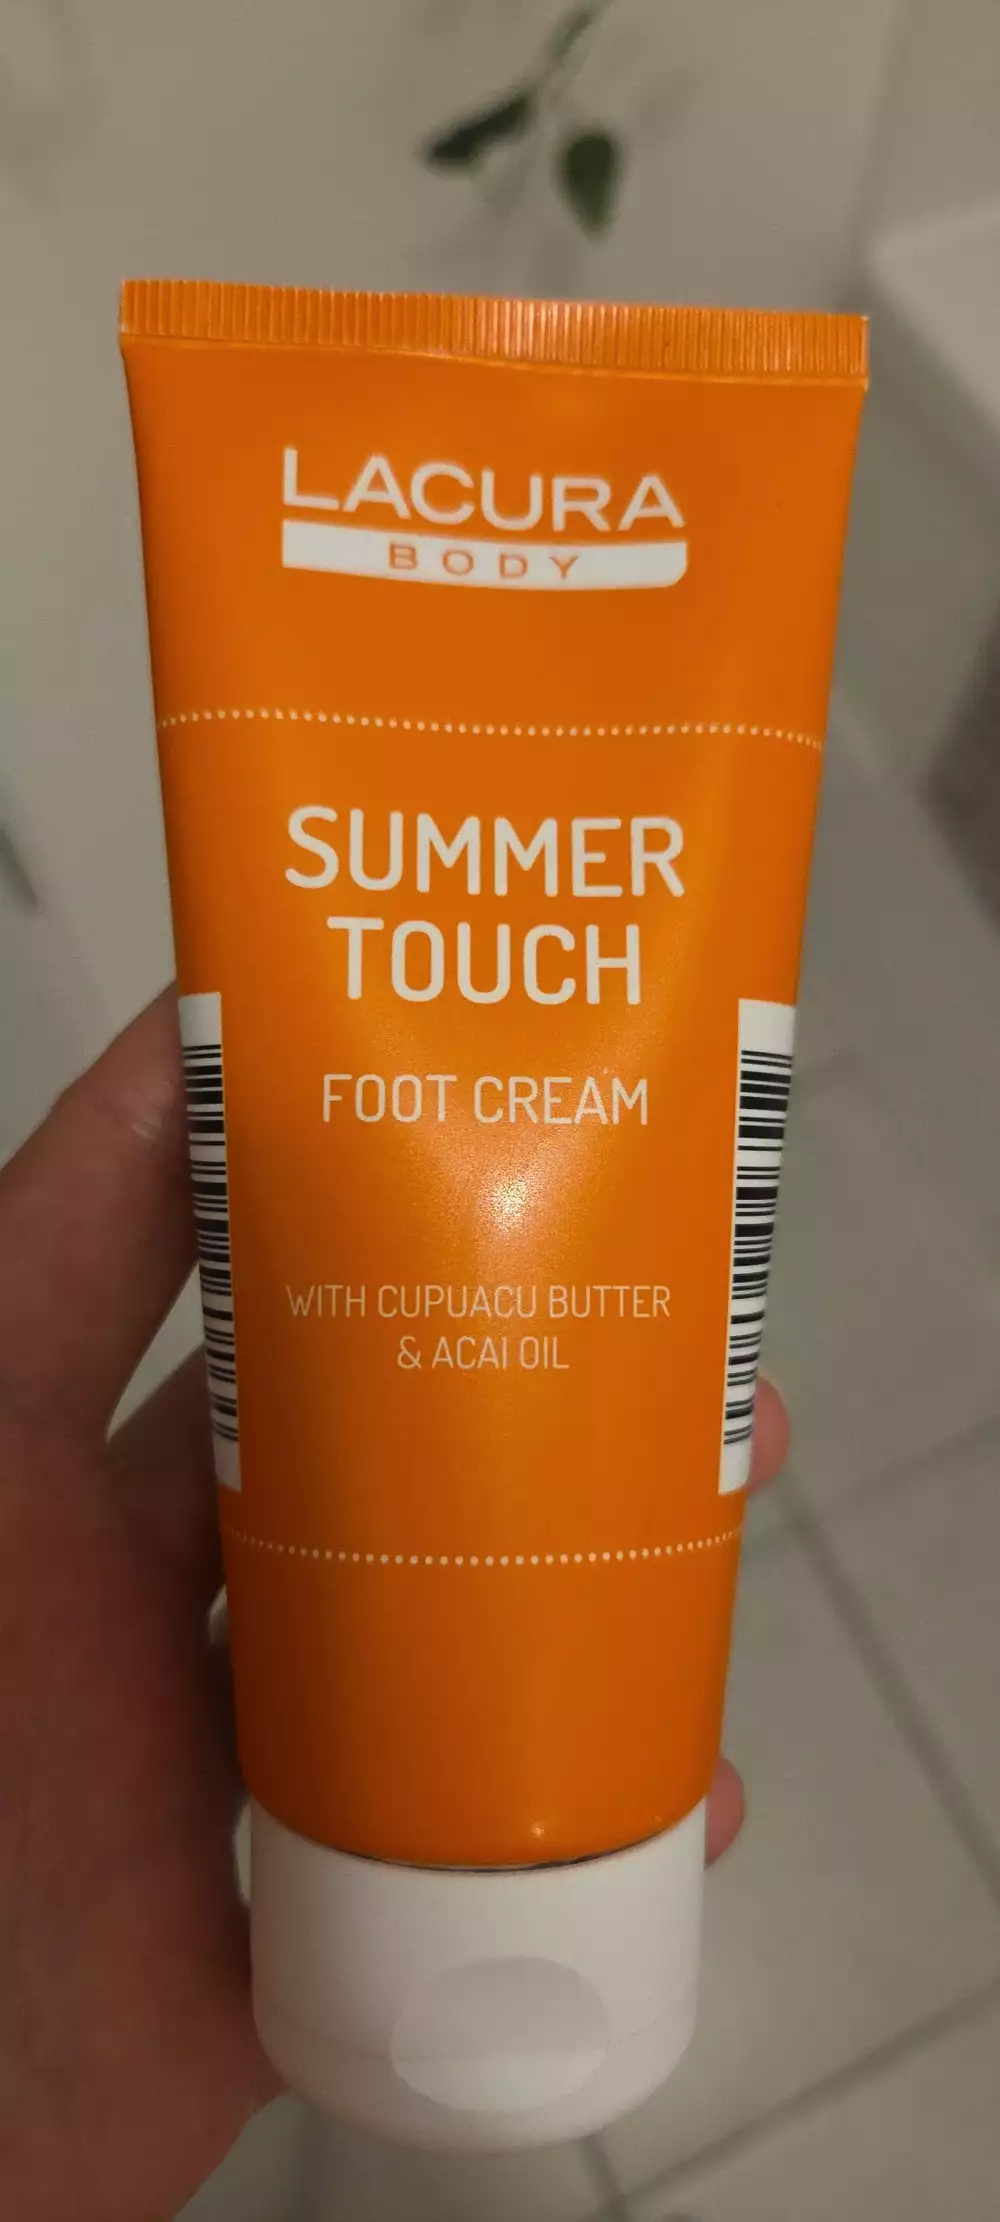 LACURA
BODY
SUMMER
TOUCH
FOOT CREAM
WITH CUPUACU BUTTER
& ACAI OIL